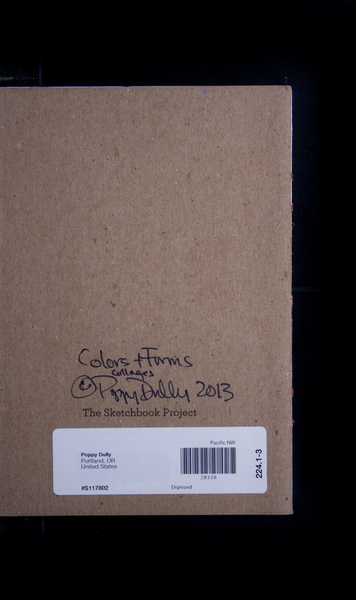 Colors + Forms
collages
© Poppy Dully 2013
The Sketchbook Project
Pacific NW
Poppy Dully
Portland, OR
United States
28110
224.1-3
#S117802
Digitized